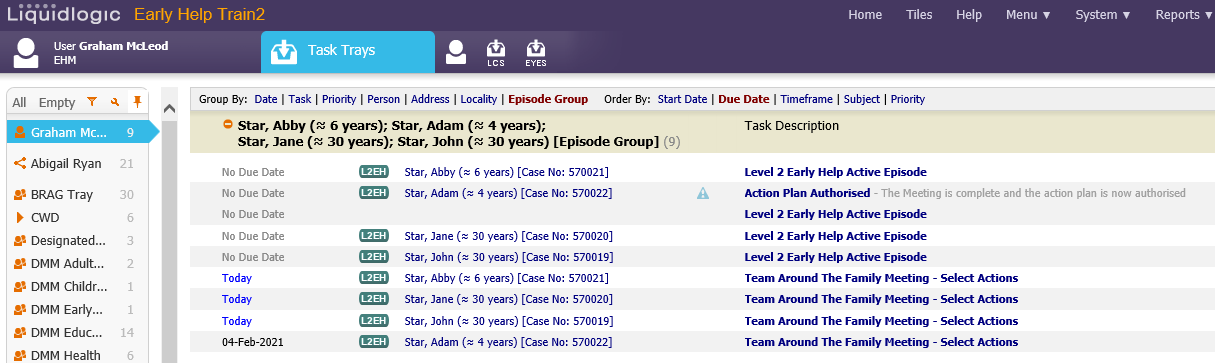 Liquidlogic Early Help Train2 Home Tiles Help Menu ▼ System ▼ Reports ▼
User Graham McLeod
EHM
Task Trays
LCS
EYES
All Empty
Graham Mc... 9
Abigail Ryan 21
BRAG Tray 30
CWD 6
Designated... 3
DMM Adult... 2
DMM Childr... 1
DMM Early... 1
DMM Educ... 14
DMM Health 6
Group By: Date | Task | Priority | Person | Address | Locality | Episode Group Order By: Start Date | Due Date | Timeframe | Subject | Priority
Star, Abby (≈ 6 years); Star, Adam (≈ 4 years); Task Description
Star, Jane (≈ 30 years); Star, John (≈ 30 years) [Episode Group] (9)
No Due Date L2EH Star, Abby (≈ 6 years) [Case No: 570021] Level 2 Early Help Active Episode
No Due Date L2EH Star, Adam (≈ 4 years) [Case No: 570022] Action Plan Authorised - The Meeting is complete and the action plan is now authorised
No Due Date Level 2 Early Help Active Episode
No Due Date L2EH Star, Jane (≈ 30 years) [Case No: 570020] Level 2 Early Help Active Episode
No Due Date L2EH Star, John (≈ 30 years) [Case No: 570019] Level 2 Early Help Active Episode
Today L2EH Star, Abby (≈ 6 years) [Case No: 570021] Team Around The Family Meeting - Select Actions
Today L2EH Star, Jane (≈ 30 years) [Case No: 570020] Team Around The Family Meeting - Select Actions
Today L2EH Star, John (≈ 30 years) [Case No: 570019] Team Around The Family Meeting - Select Actions
04-Feb-2021 L2EH Star, Adam (≈ 4 years) [Case No: 570022] Team Around The Family Meeting - Select Actions